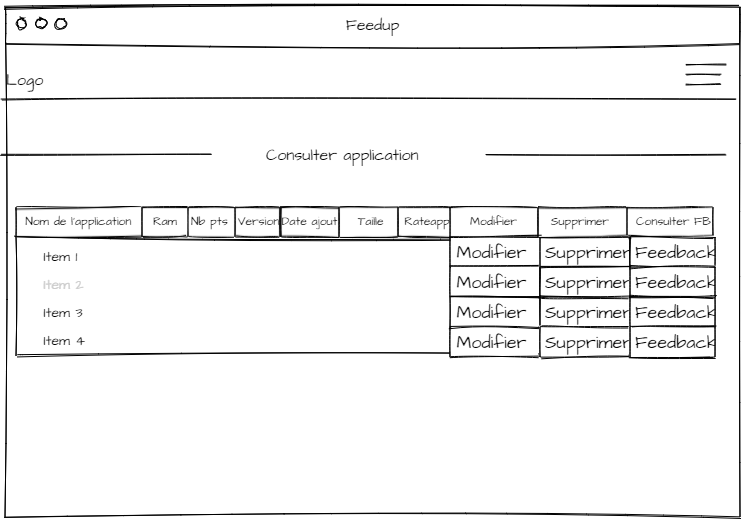 Feedup
Logo
Consulter application
Nom de l'application Ram Nb pts Version Date ajout Taille Rateapp Modifier Supprimer Consulter FB
Item 1 Modifier Supprimer Feedback
Item 2 Modifier Supprimer Feedback
Item 3 Modifier Supprimer Feedback
Item 4 Modifier Supprimer Feedback